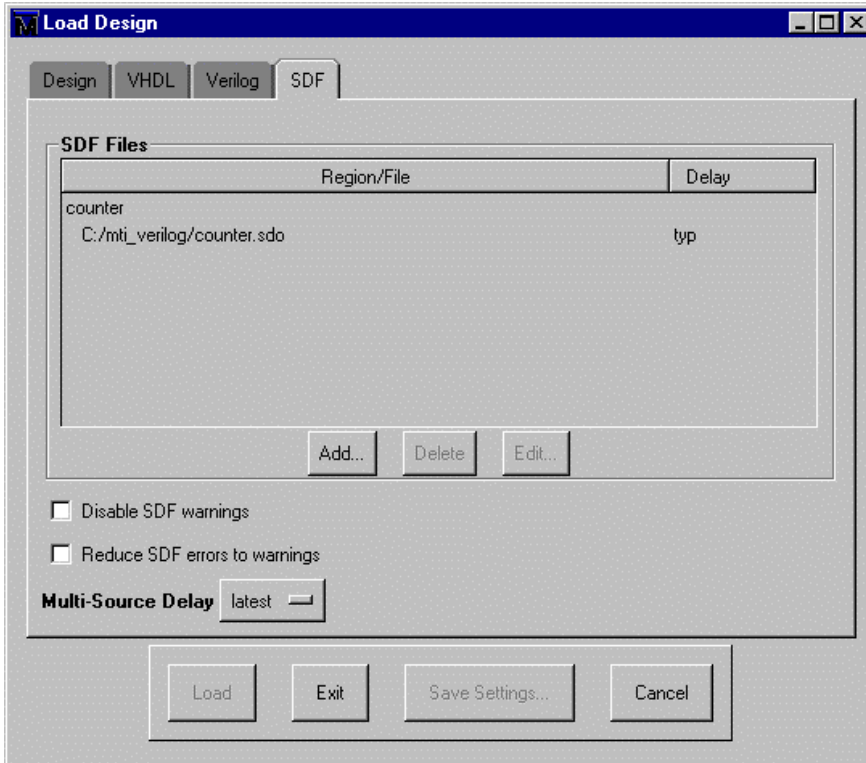 M Load Design
Design VHDL Verilog SDF
SDF Files
Region/File Delay
counter
C:/mti_verilog/counter.sdo typ
Add... Delete Edit...
Disable SDF warnings
Reduce SDF errors to warnings
Multi-Source Delay latest
Load Exit Save Settings... Cancel